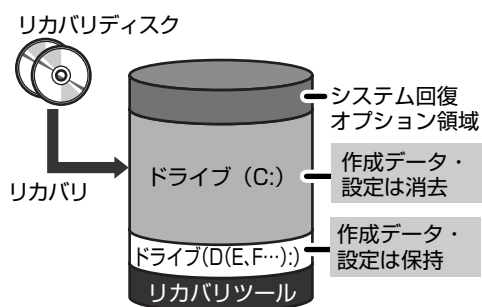 リカバリディスク
システム回復
オプション領域
ドライブ（C:）
作成データ・
設定は消去
リカバリ
作成データ・
設定は保持
ドライブ(D(E、F…):)
リカバリツール